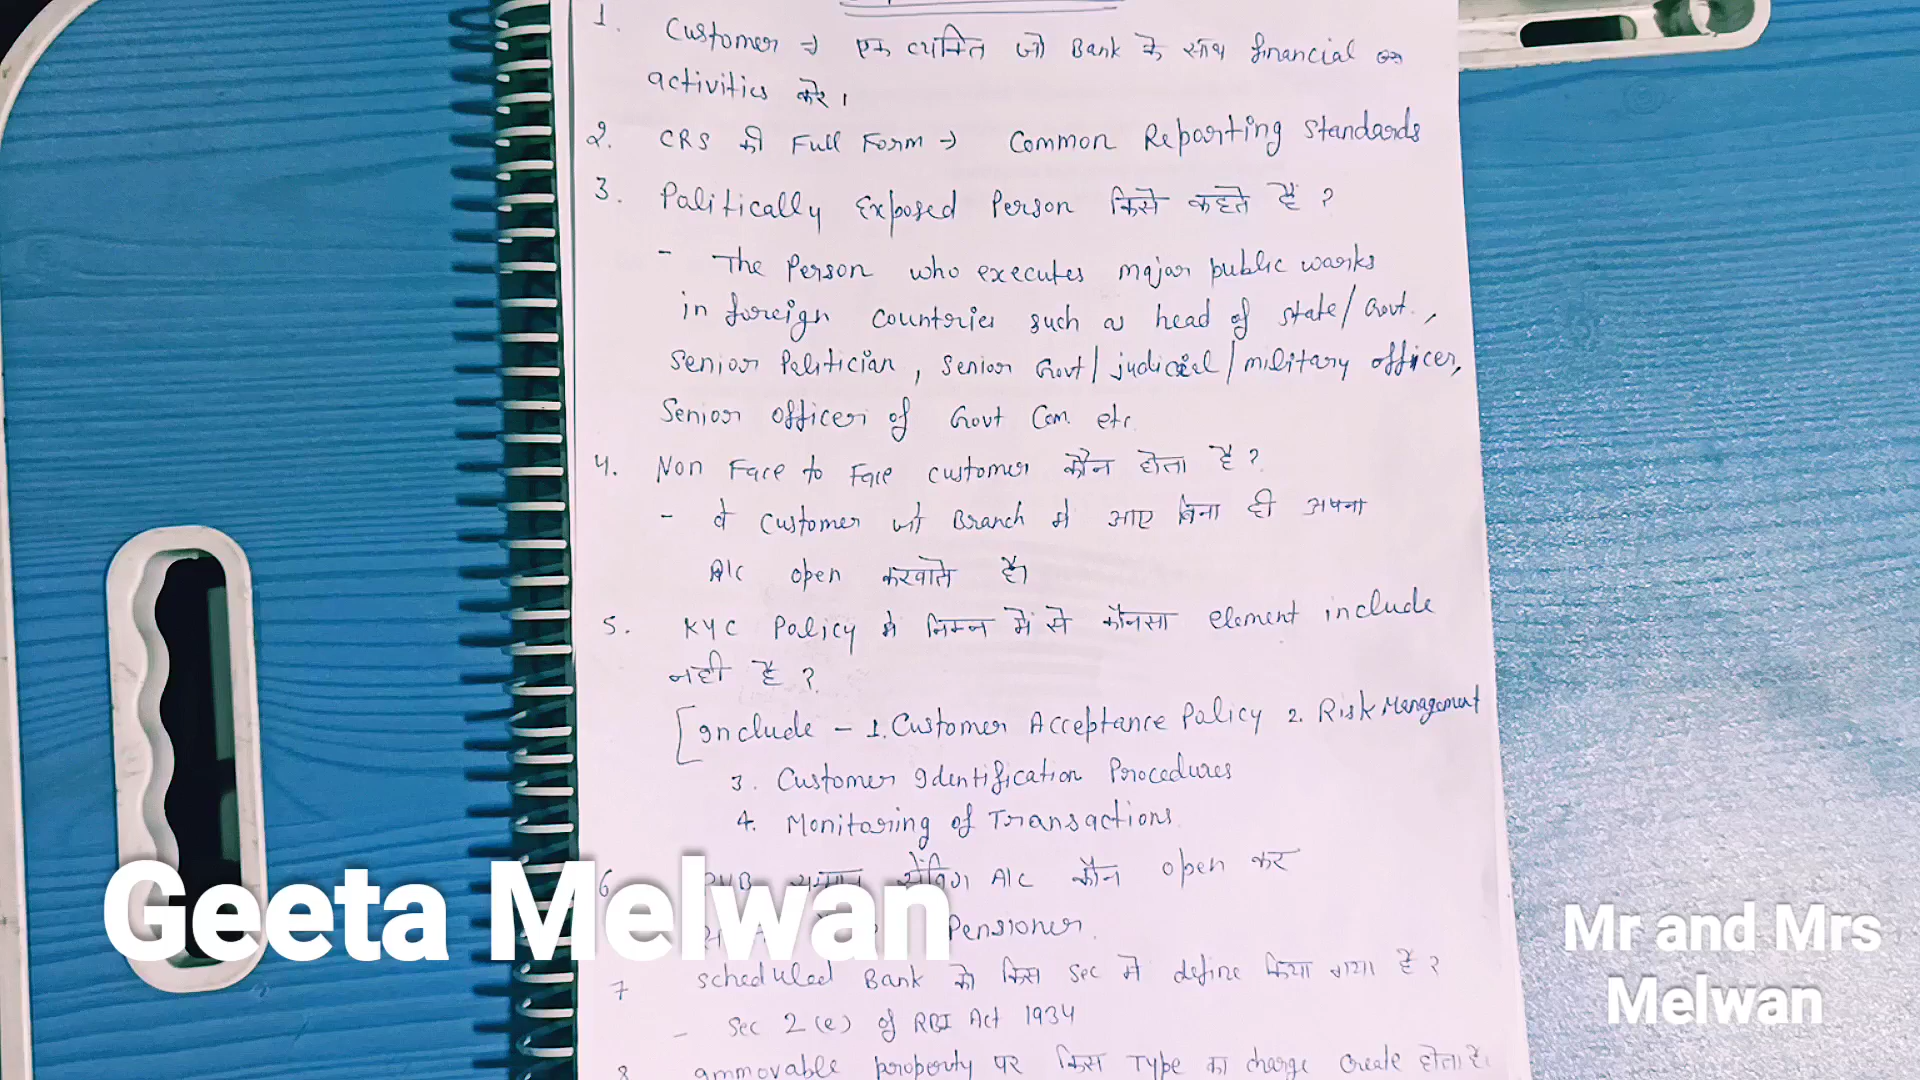 1. Customer → एक व्यक्ति जो Bank के साथ financial
activities करे।
2. CRS की Full Form → Common Reporting Standards
3. Politically Exposed Person किसे कहते हैं ?
- The Person who executes major public works
in foreign countries such as head of state/Govt.,
Senior Politician, Senior Govt/judicial/military officer,
Senior officer of Govt Com. etc.
4. Non Face to Face customer कौन होता है ?
- वे customer जो Branch मे आए बिना ही अपना
A/c open करवाते है।
5. KYC Policy मे निम्न में से कौनसा element include
नही है ?
[Include - 1. Customer Acceptance Policy 2. Risk Management
3. Customer Identification Procedures
4. Monitoring of Transactions
6 PNB सम्मान सेविंग A/c कौन open कर
Pensioner.
7 Scheduled Bank को किस Sec मे define किया गया है ?
- Sec 2(e) of RBI Act 1934
8 ammovable property पर किस Type का charge Create होता है।
Geeta Melwan
Mr and Mrs
Melwan